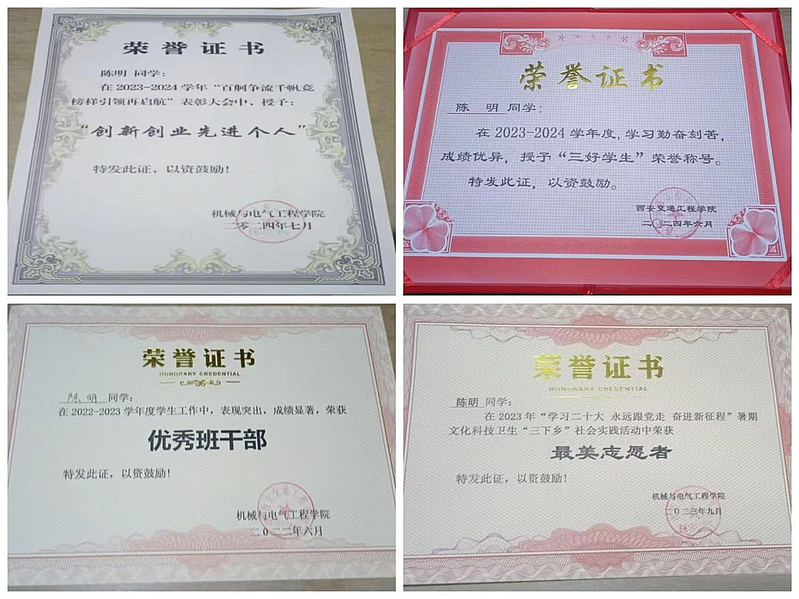 荣誉证书
陈明 同学：
在2023-2024学年“百舸争流千帆竞
榜样引领再启航”表彰大会中，授予：
“创新创业先进个人”
特发此证，以资鼓励！
机械与电气工程学院
二零二四年七月
荣誉证书
陈 明 同学：
在 2023-2024 学年度，学习勤奋刻苦，
成绩优异，授予“三好学生”荣誉称号。
特发此证，以资鼓励。
西安交通工程学院
二〇二四年六月
荣誉证书
HONORARY CREDENTIAL
陈明 同学：
在2022-2023学年度学生工作中，表现突出，成绩显著，荣获
优秀班干部
特发此证，以资鼓励！
机械与电气工程学院
二〇二二年六月
荣誉证书
HONORARY CREDENTIAL
陈明 同学：
在2023年“学习二十大 永远跟党走 奋进新征程”暑期
文化科技卫生“三下乡”社会实践活动中荣获
最美志愿者
特发此证，以资鼓励！
机械与电气工程学院
二〇二三年九月